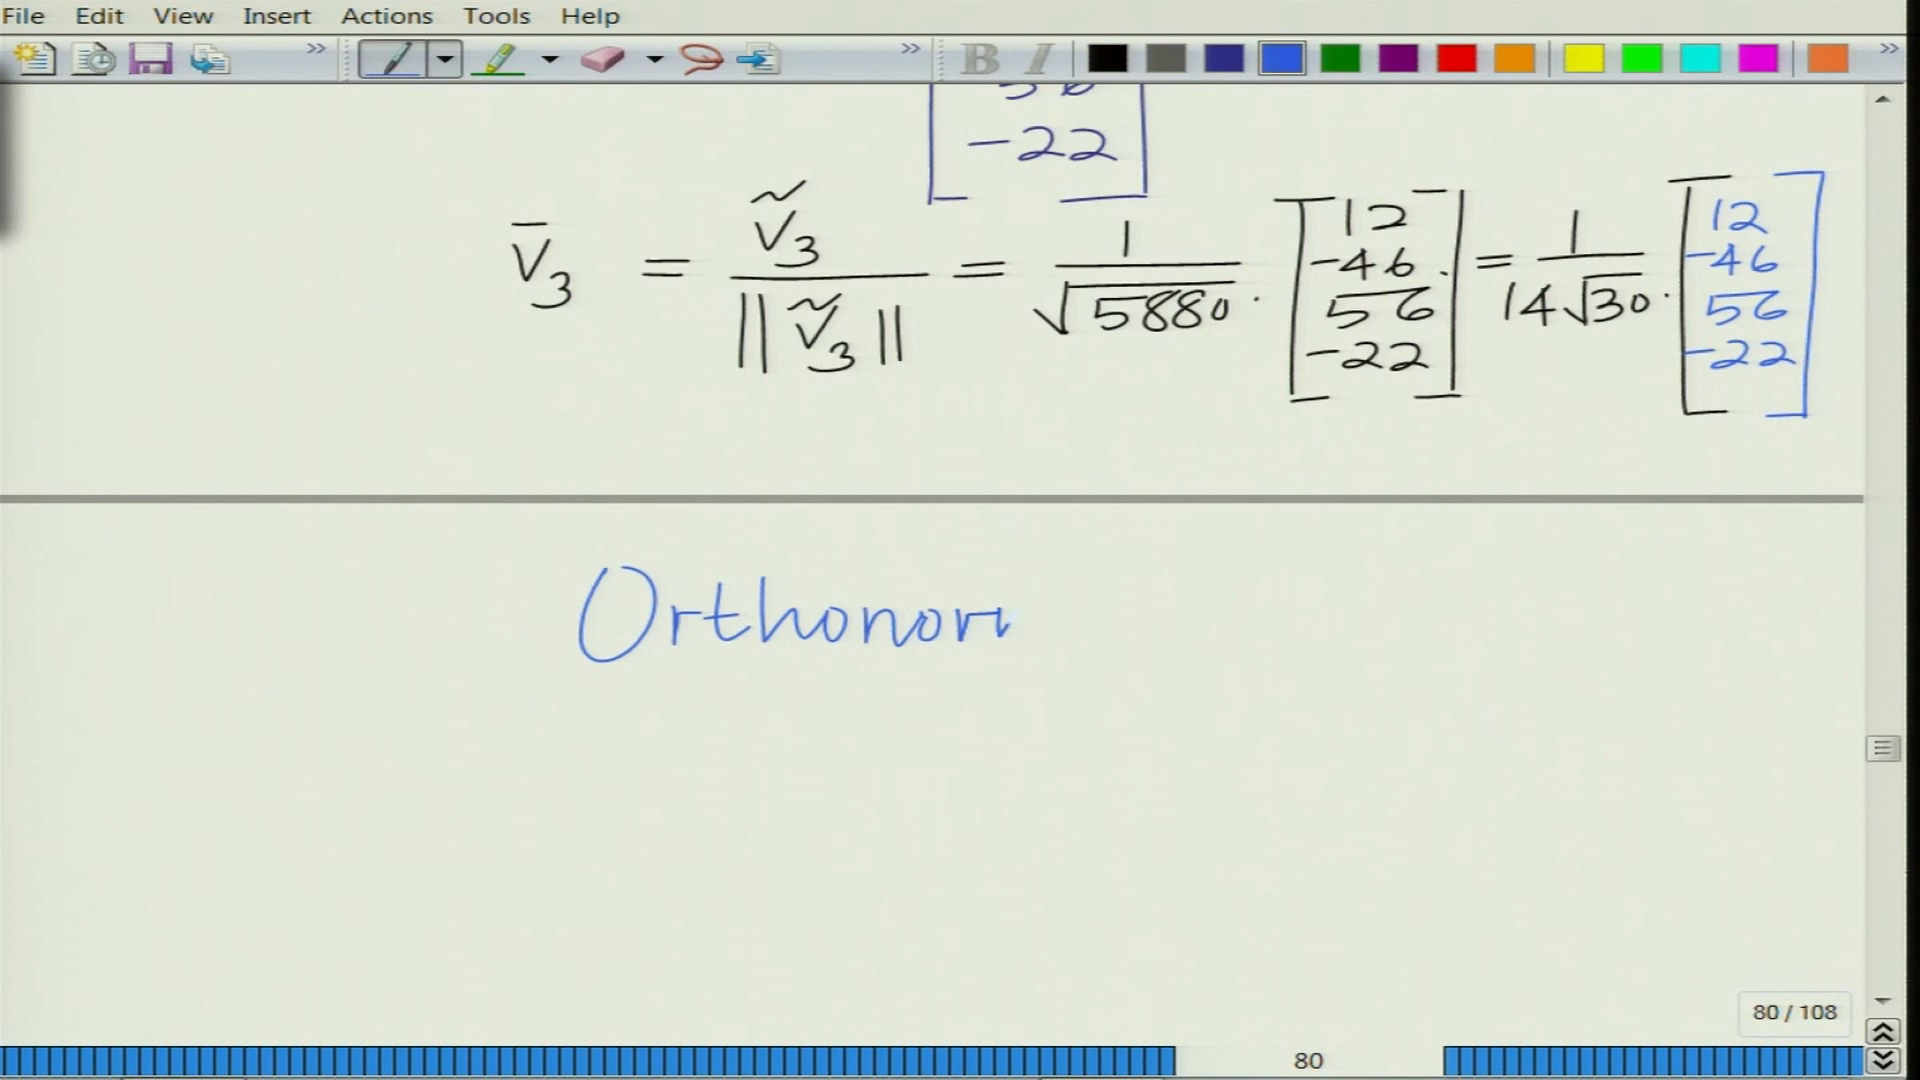 File Edit View Insert Actions Tools Help
B I
-22
V̄₃ = Ṽ₃ / ||Ṽ₃|| = 1/√5880 · [12 -46 56 -22] = 1/14√30 · [12 -46 56 -22]
Orthonor
80 / 108
80